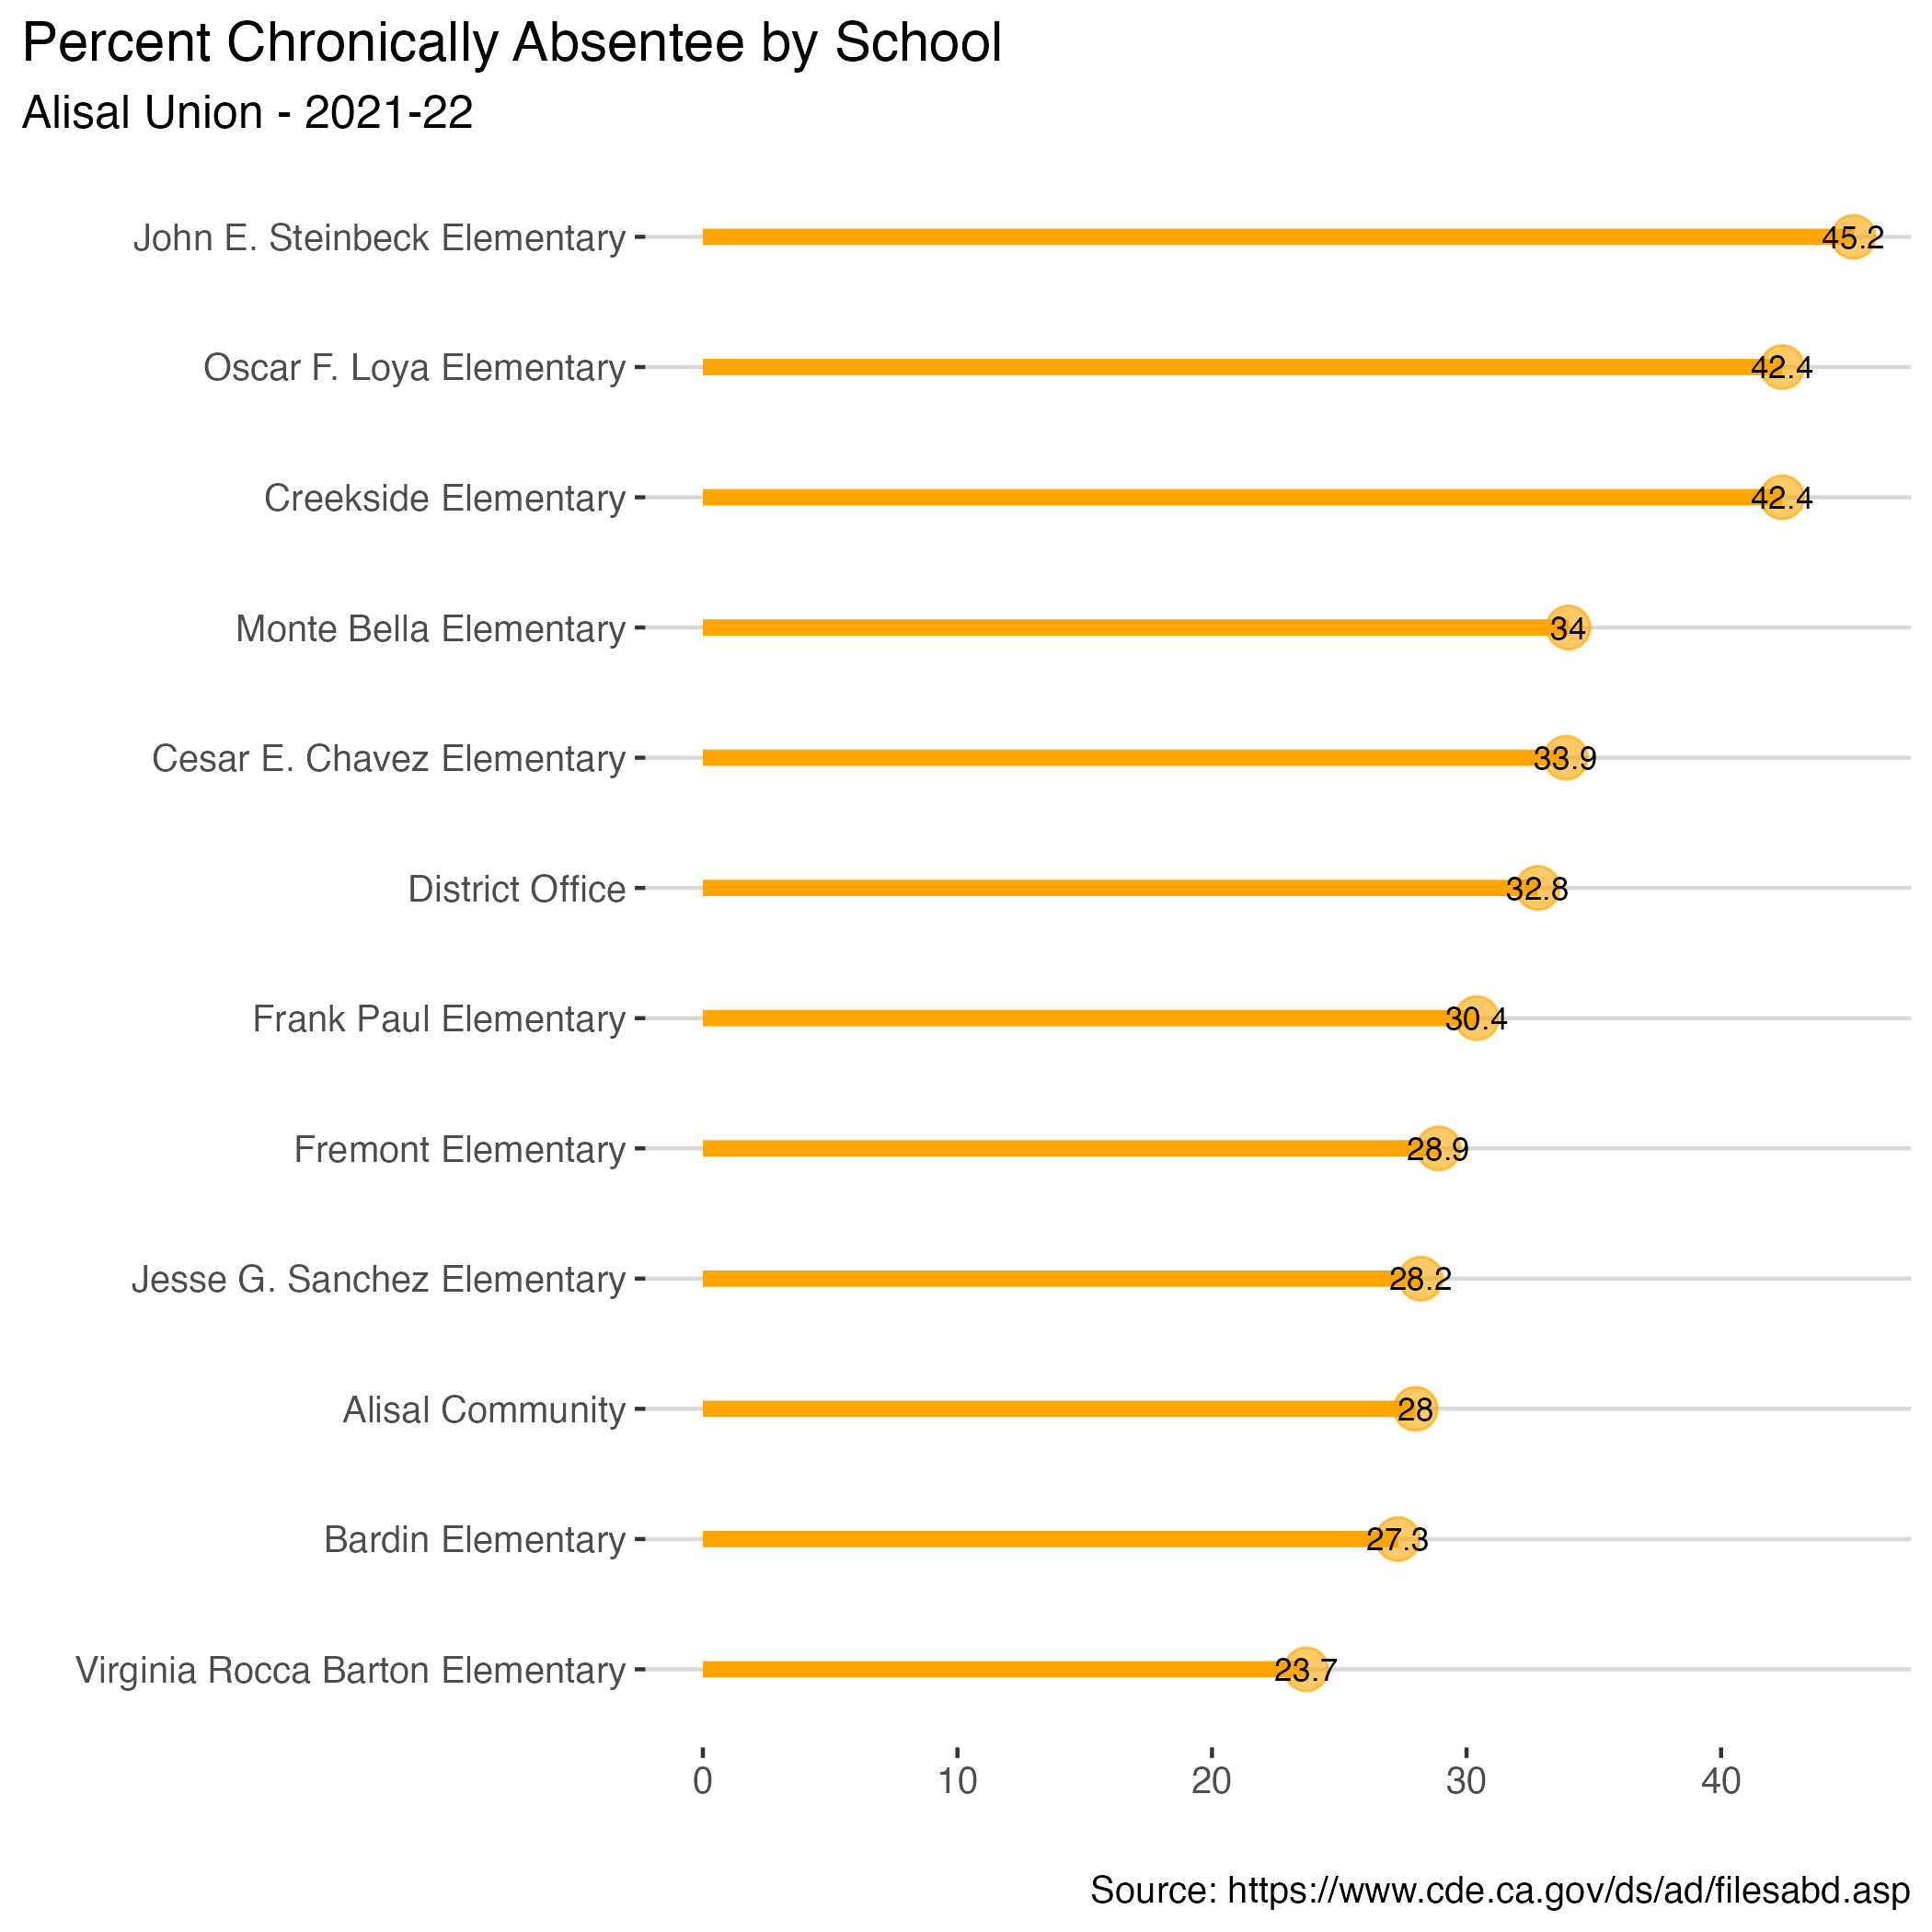 Percent Chronically Absentee by School
Alisal Union - 2021-22
John E. Steinbeck Elementary 45.2
Oscar F. Loya Elementary 42.4
Creekside Elementary 42.4
Monte Bella Elementary 34
Cesar E. Chavez Elementary 33.9
District Office 32.8
Frank Paul Elementary 30.4
Fremont Elementary 28.9
Jesse G. Sanchez Elementary 28.2
Alisal Community 28
Bardin Elementary 27.3
Virginia Rocca Barton Elementary 23.7
0 10 20 30 40
Source: https://www.cde.ca.gov/ds/ad/filesabd.asp